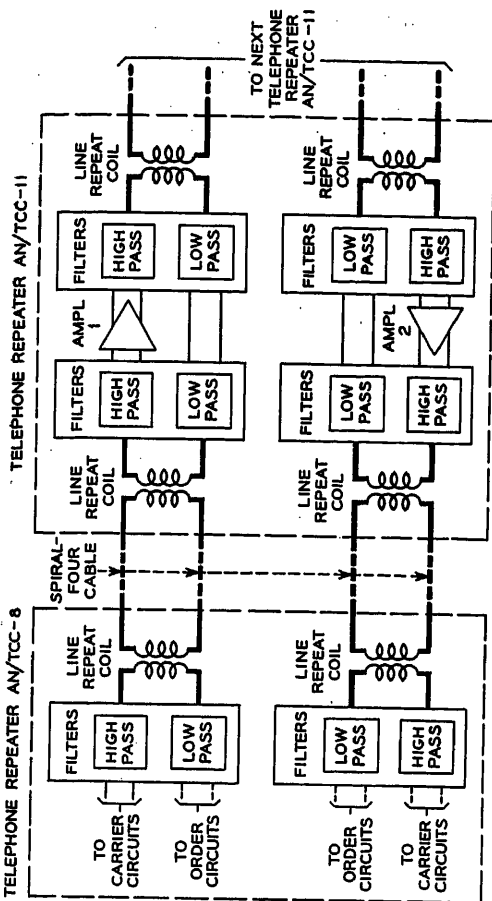 TELEPHONE REPEATER AN/TCC-8
TELEPHONE REPEATER AN/TCC-11
SPIRAL-
FOUR
CABLE
FILTERS
HIGH
PASS
LOW
PASS
LINE
REPEAT
COIL
TO
CARRIER
CIRCUITS
TO
ORDER
CIRCUITS
LINE
REPEAT
COIL
FILTERS
HIGH
PASS
LOW
PASS
AMPL
1
FILTERS
HIGH
PASS
LOW
PASS
LINE
REPEAT
COIL
TO NEXT
TELEPHONE
REPEATER
AN/TCC-11
FILTERS
LOW
PASS
HIGH
PASS
LINE
REPEAT
COIL
TO
ORDER
CIRCUITS
TO
CARRIER
CIRCUITS
LINE
REPEAT
COIL
FILTERS
LOW
PASS
HIGH
PASS
AMPL
2
FILTERS
LOW
PASS
HIGH
PASS
LINE
REPEAT
COIL